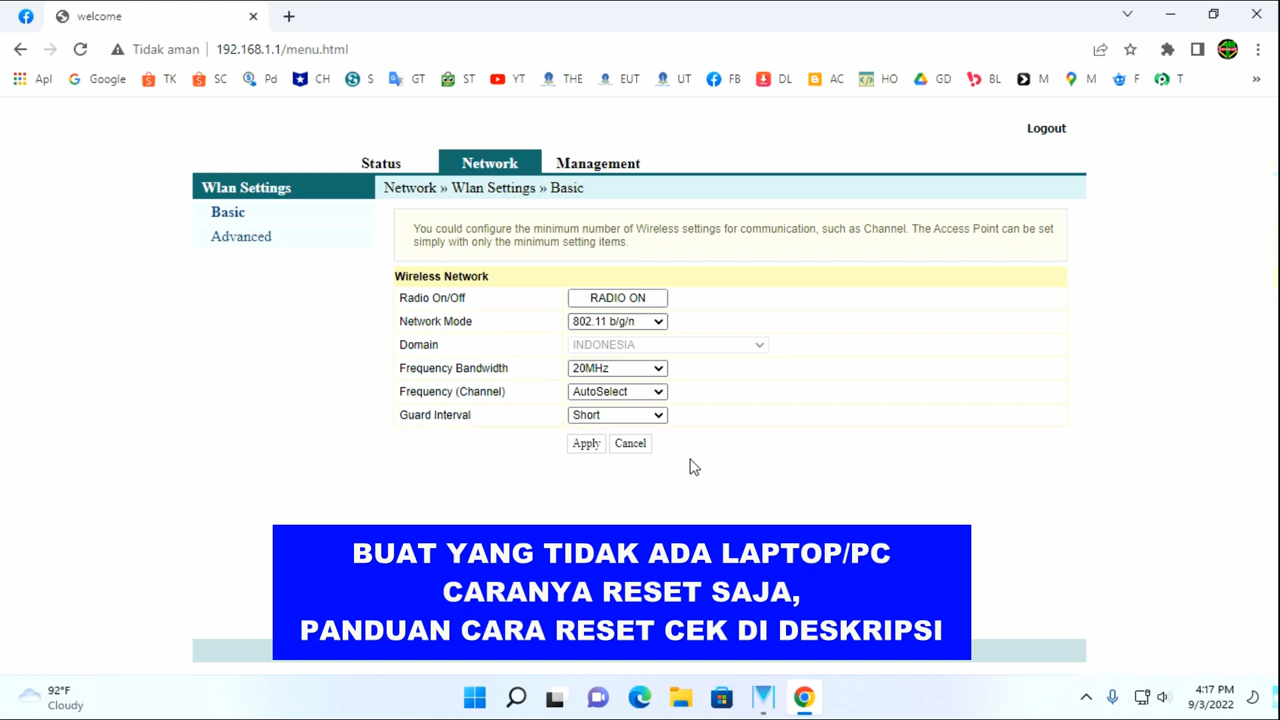 welcome
Tidak aman 192.168.1.1/menu.html
Apl Google TK SC Pd CH S GT ST YT THE EUT UT FB DL AC HO GD BL M M F T »
Logout
Status Network Management
Wlan Settings Network » Wlan Settings » Basic
Basic
Advanced
You could configure the minimum number of Wireless settings for communication, such as Channel. The Access Point can be set
simply with only the minimum setting items.
Wireless Network
Radio On/Off RADIO ON
Network Mode 802.11 b/g/n
Domain INDONESIA
Frequency Bandwidth 20MHz
Frequency (Channel) AutoSelect
Guard Interval Short
Apply Cancel
BUAT YANG TIDAK ADA LAPTOP/PC
CARANYA RESET SAJA,
PANDUAN CARA RESET CEK DI DESKRIPSI
92°F
Cloudy
4:17 PM
9/3/2022